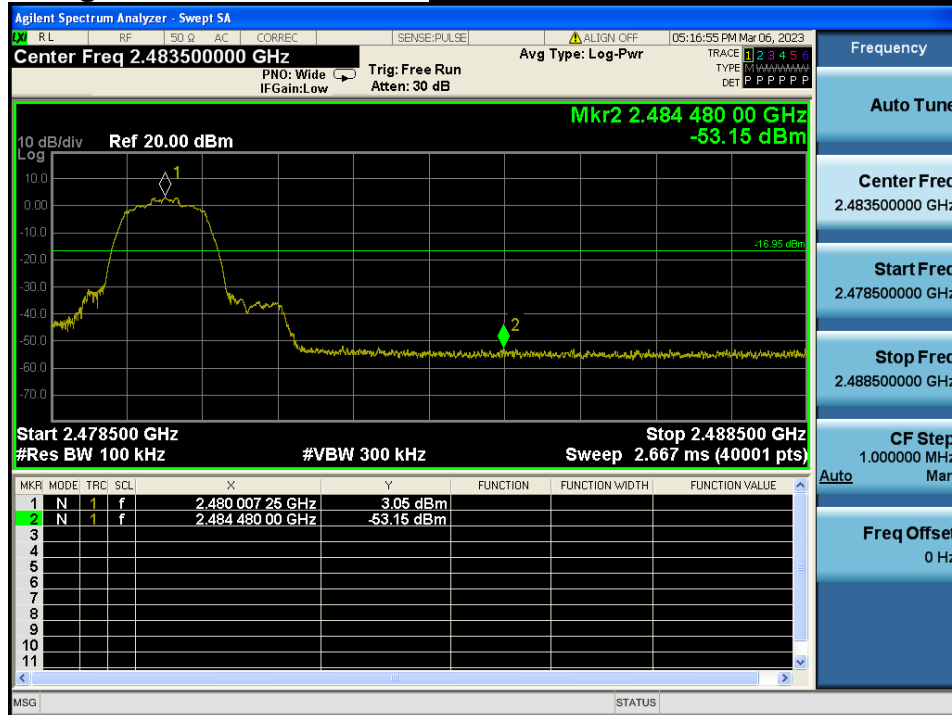 Agilent Spectrum Analyzer - Swept SA
LXI RL RF 50 Ω AC CORREC SENSE:PULSE ALIGN OFF 05:16:55 PM Mar 06, 2023
Center Freq 2.483500000 GHz
PNO: Wide
IFGain:Low
Trig: Free Run
Atten: 30 dB
Avg Type: Log-Pwr
TRACE 1 2 3 4 5 6
TYPE M W W W W W
DET P P P P P P
Mkr2 2.484 480 00 GHz
-53.15 dBm
10 dB/div Ref 20.00 dBm
Log
10.0
0.00
-10.0
-20.0
-30.0
-40.0
-50.0
-60.0
-70.0
1
-16.95 dBm
2
Start 2.478500 GHz Stop 2.488500 GHz
#Res BW 100 kHz #VBW 300 kHz Sweep 2.667 ms (40001 pts)
MKR MODE TRC SCL X Y FUNCTION FUNCTION WIDTH FUNCTION VALUE
1 N 1 f 2.480 007 25 GHz 3.05 dBm
2 N 1 f 2.484 480 00 GHz -53.15 dBm
3
4
5
6
7
8
9
10
11
MSG STATUS
Frequency
Auto Tune
Center Freq
2.483500000 GHz
Start Freq
2.478500000 GHz
Stop Freq
2.488500000 GHz
CF Step
1.000000 MHz
Auto Man
Freq Offset
0 Hz